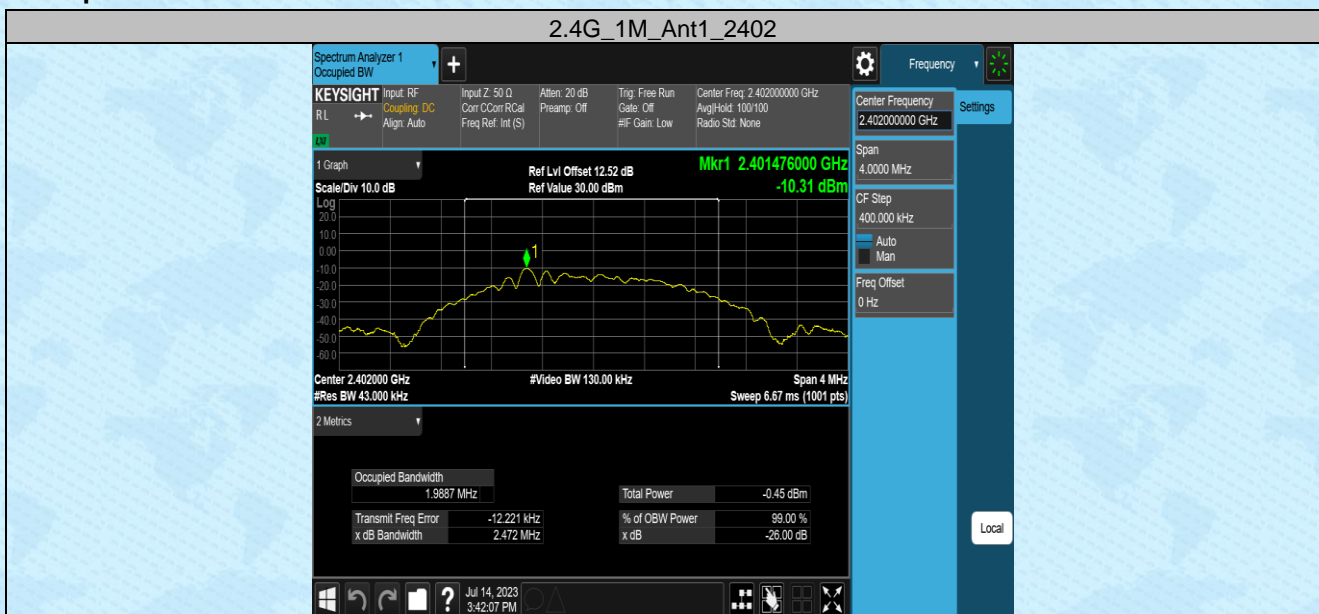 2.4G_1M_Ant1_2402
Spectrum Analyzer 1
Occupied BW
+
Frequency
KEYSIGHT
RL
Input: RF
Coupling: DC
Align: Auto
Input Z: 50 Ω
Corr CCorr RCal
Freq Ref: Int (S)
Atten: 20 dB
Preamp: Off
Trig: Free Run
Gate: Off
#IF Gain: Low
Center Freq: 2.402000000 GHz
Avg|Hold: 100/100
Radio Std: None
Center Frequency
2.402000000 GHz
Settings
Span
4.0000 MHz
CF Step
400.000 kHz
Auto
Man
Freq Offset
0 Hz
Local
1 Graph
Scale/Div 10.0 dB
Ref Lvl Offset 12.52 dB
Ref Value 30.00 dBm
Mkr1 2.401476000 GHz
-10.31 dBm
Log
20.0
10.0
0.00
-10.0
-20.0
-30.0
-40.0
-50.0
-60.0
1
Center 2.402000 GHz
#Res BW 43.000 kHz
#Video BW 130.00 kHz
Span 4 MHz
Sweep 6.67 ms (1001 pts)
2 Metrics
Occupied Bandwidth
1.9887 MHz
Total Power -0.45 dBm
Transmit Freq Error -12.221 kHz
% of OBW Power 99.00 %
x dB Bandwidth 2.472 MHz
x dB -26.00 dB
?
Jul 14, 2023
3:42:07 PM